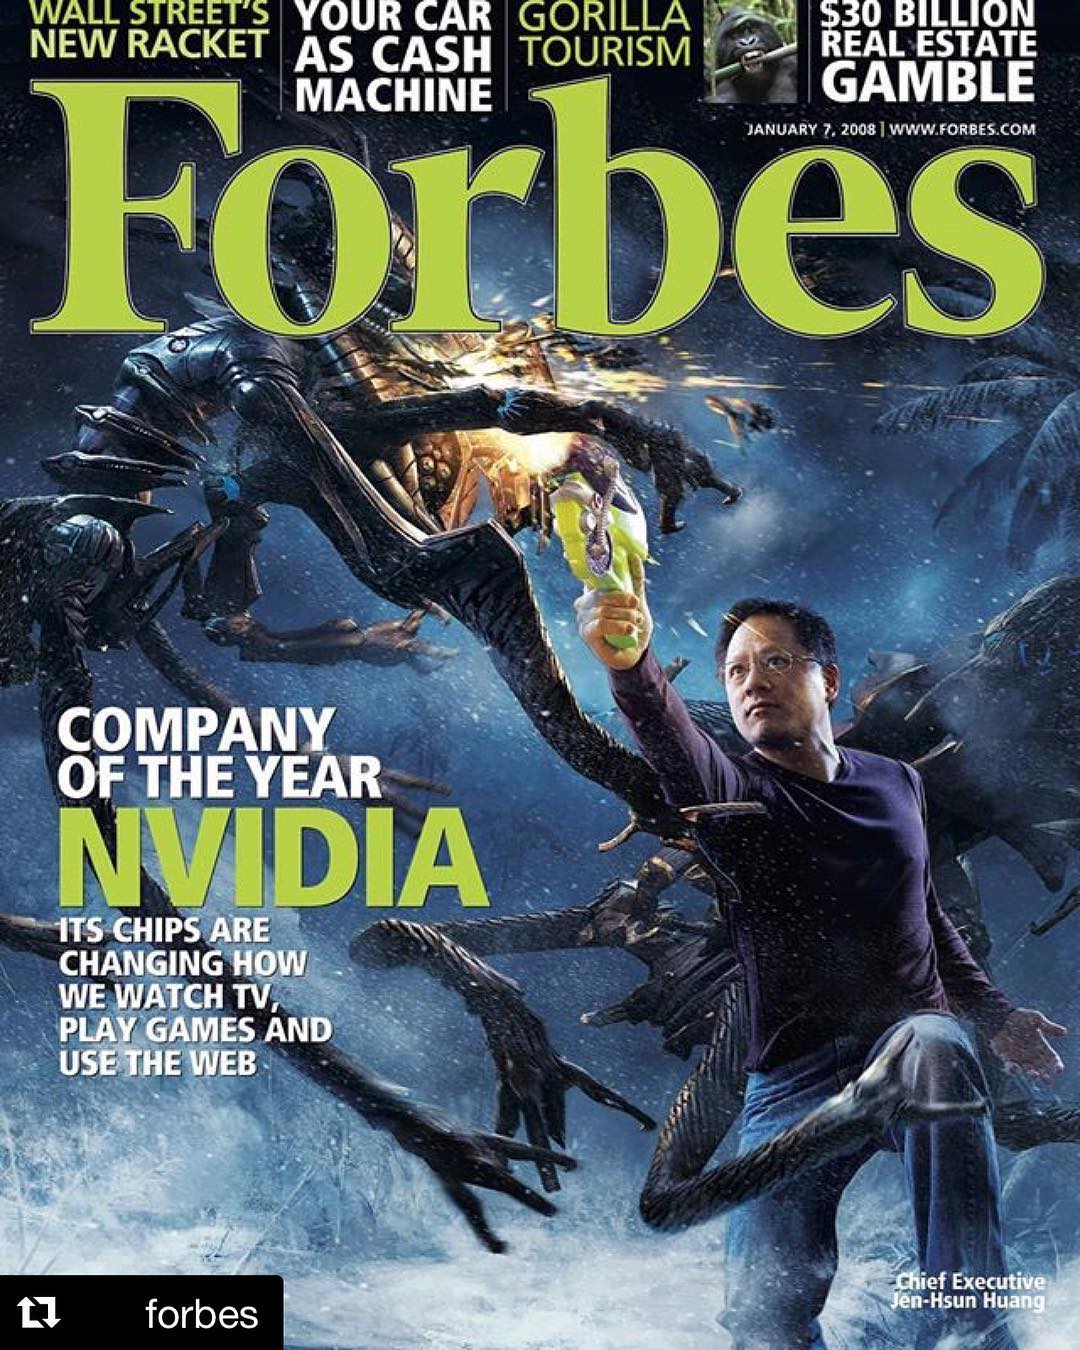 WALL STREET'S
NEW RACKET
YOUR CAR
AS CASH
MACHINE
GORILLA
TOURISM
$30 BILLION
REAL ESTATE
GAMBLE
JANUARY 7, 2008 | WWW.FORBES.COM
Forbes
COMPANY
OF THE YEAR
NVIDIA
ITS CHIPS ARE
CHANGING HOW
WE WATCH TV,
PLAY GAMES AND
USE THE WEB
Chief Executive
Jen-Hsun Huang
forbes